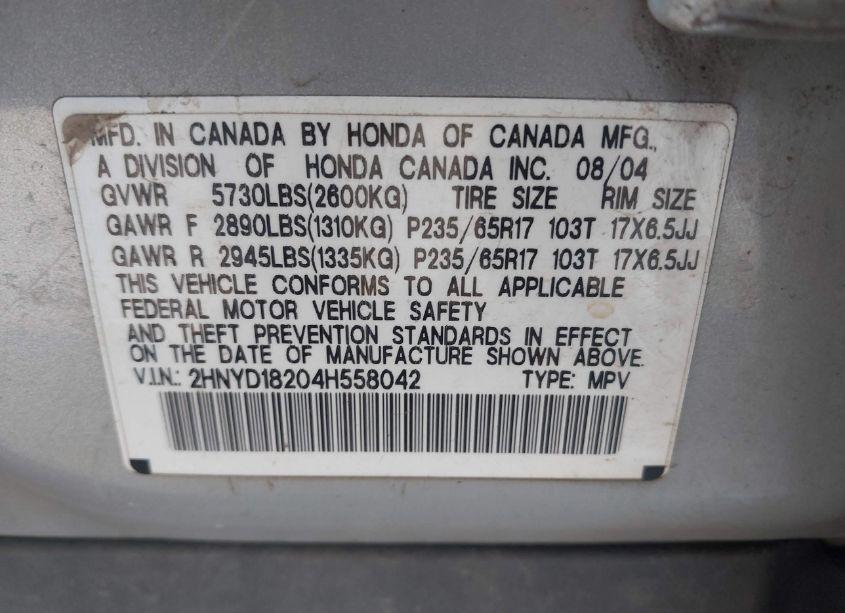 MFD. IN CANADA BY HONDA OF CANADA MFG.,
A DIVISION OF HONDA CANADA INC. 08/04
GVWR 5730LBS(2600KG) TIRE SIZE RIM SIZE
GAWR F 2890LBS(1310KG) P235/65R17 103T 17X6.5JJ
GAWR R 2945LBS(1335KG) P235/65R17 103T 17X6.5JJ
THIS VEHICLE CONFORMS TO ALL APPLICABLE
FEDERAL MOTOR VEHICLE SAFETY
AND THEFT PREVENTION STANDARDS IN EFFECT
ON THE DATE OF MANUFACTURE SHOWN ABOVE.
V.I.N.: 2HNYD18204H558042 TYPE: MPV